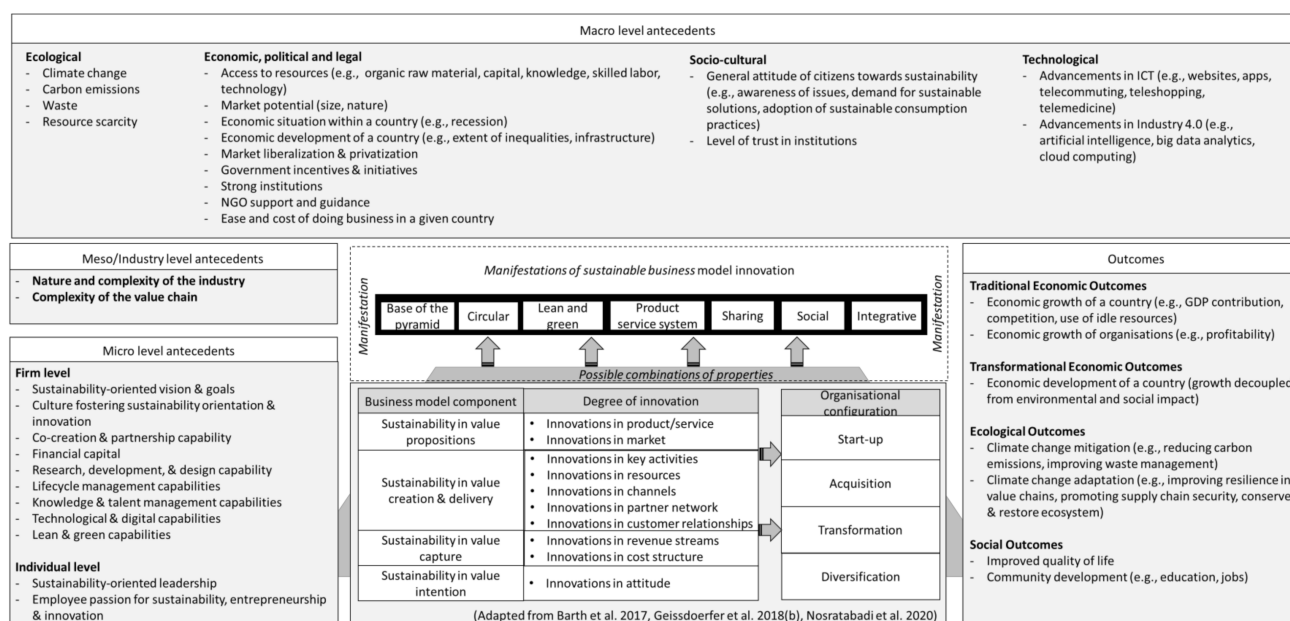 Macro level antecedents
Ecological
- Climate change
- Carbon emissions
- Waste
- Resource scarcity
Economic, political and legal
- Access to resources (e.g., organic raw material, capital, knowledge, skilled labor,
technology)
- Market potential (size, nature)
- Economic situation within a country (e.g., recession)
- Economic development of a country (e.g., extent of inequalities, infrastructure)
- Market liberalization & privatization
- Government incentives & initiatives
- Strong institutions
- NGO support and guidance
- Ease and cost of doing business in a given country
Socio-cultural
- General attitude of citizens towards sustainability
(e.g., awareness of issues, demand for sustainable
solutions, adoption of sustainable consumption
practices)
- Level of trust in institutions
Technological
- Advancements in ICT (e.g., websites, apps,
telecommuting, teleshopping,
telemedicine)
- Advancements in Industry 4.0 (e.g.,
artificial intelligence, big data analytics,
cloud computing)
Meso/Industry level antecedents
- Nature and complexity of the industry
- Complexity of the value chain
Micro level antecedents
Firm level
- Sustainability-oriented vision & goals
- Culture fostering sustainability orientation &
innovation
- Co-creation & partnership capability
- Financial capital
- Research, development, & design capability
- Lifecycle management capabilities
- Knowledge & talent management capabilities
- Technological & digital capabilities
- Lean & green capabilities
Individual level
- Sustainability-oriented leadership
- Employee passion for sustainability, entrepreneurship
& innovation
Manifestations of sustainable business model innovation
Manifestation
Base of the
pyramid
Circular
Lean and
green
Product
service system
Sharing
Social
Integrative
Manifestation
Possible combinations of properties
Business model component
Degree of innovation
Organisational
configuration
Sustainability in value
propositions
• Innovations in product/service
• Innovations in market
Sustainability in value
creation & delivery
• Innovations in key activities
• Innovations in resources
• Innovations in channels
• Innovations in partner network
• Innovations in customer relationships
Sustainability in value
capture
• Innovations in revenue streams
• Innovations in cost structure
Sustainability in value
intention
• Innovations in attitude
Start-up
Acquisition
Transformation
Diversification
(Adapted from Barth et al. 2017, Geissdoerfer et al. 2018(b), Nosratabadi et al. 2020)
Outcomes
Traditional Economic Outcomes
- Economic growth of a country (e.g., GDP contribution,
competition, use of idle resources)
- Economic growth of organisations (e.g., profitability)
Transformational Economic Outcomes
- Economic development of a country (growth decoupled
from environmental and social impact)
Ecological Outcomes
- Climate change mitigation (e.g., reducing carbon
emissions, improving waste management)
- Climate change adaptation (e.g., improving resilience in
value chains, promoting supply chain security, conserve
& restore ecosystem)
Social Outcomes
- Improved quality of life
- Community development (e.g., education, jobs)